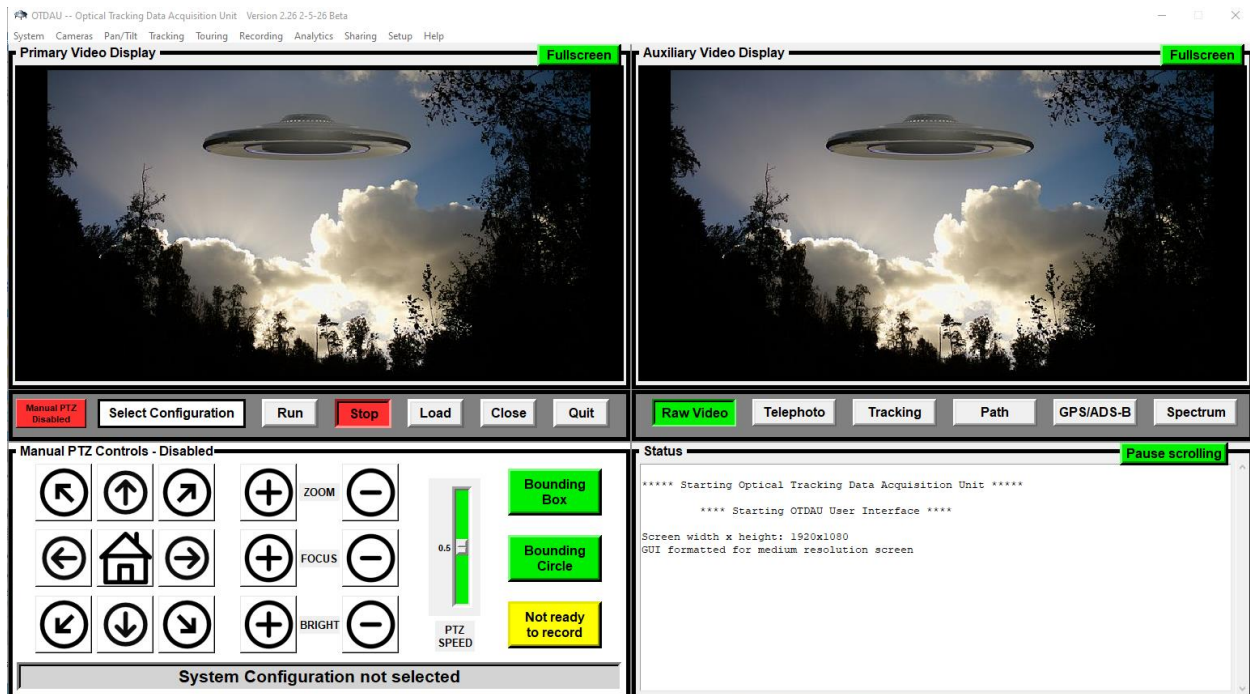 OTDAU -- Optical Tracking Data Acquisition Unit Version 2.26 2-5-26 Beta
System Cameras Pan/Tilt Tracking Touring Recording Analytics Sharing Setup Help
Primary Video Display
Fullscreen
Auxiliary Video Display
Fullscreen
Manual PTZ
Disabled
Select Configuration
Run
Stop
Load
Close
Quit
Raw Video
Telephoto
Tracking
Path
GPS/ADS-B
Spectrum
Manual PTZ Controls - Disabled
ZOOM
FOCUS
BRIGHT
0.5
PTZ
SPEED
Bounding
Box
Bounding
Circle
Not ready
to record
System Configuration not selected
Status
Pause scrolling
***** Starting Optical Tracking Data Acquisition Unit *****
**** Starting OTDAU User Interface ****
Screen width x height: 1920x1080
GUI formatted for medium resolution screen